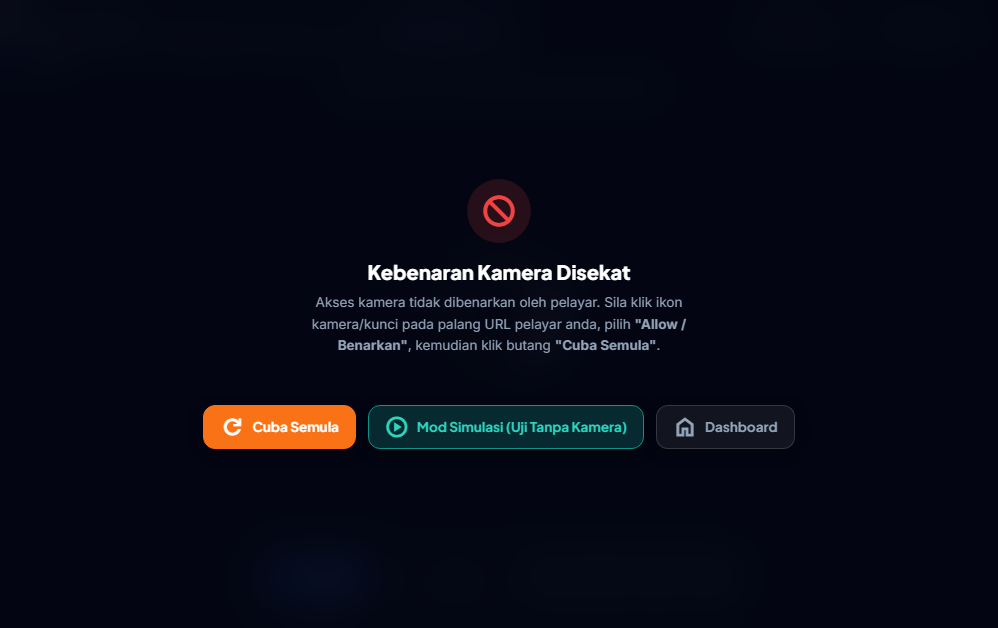 Kebenaran Kamera Disekat
Akses kamera tidak dibenarkan oleh pelayar. Sila klik ikon
kamera/kunci pada palang URL pelayar anda, pilih "Allow /
Benarkan", kemudian klik butang "Cuba Semula".
Cuba Semula
Mod Simulasi (Uji Tanpa Kamera)
Dashboard